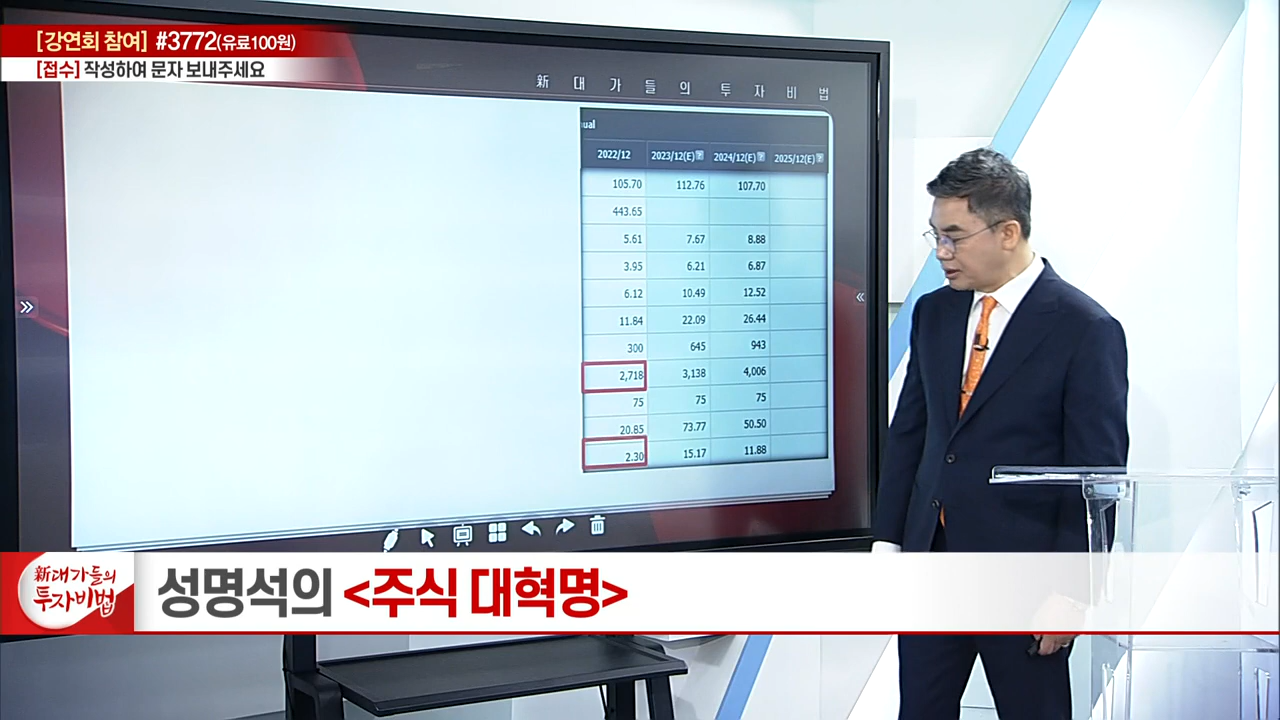 [강연회 참여] #3772(유료100원)
[접수] 작성하여 문자 보내주세요
新 대 가 들 의 투 자 비 법
ual
2022/12 2023/12(E) 2024/12(E) 2025/12(E)
105.70 112.76 107.70
443.65
5.61 7.67 8.88
3.95 6.21 6.87
6.12 10.49 12.52
11.84 22.09 26.44
300 645 943
2,718 3,138 4,006
75 75 75
20.85 73.77 50.50
2.30 15.17 11.88
新대가들의
투자비법
성명석의 <주식 대혁명>